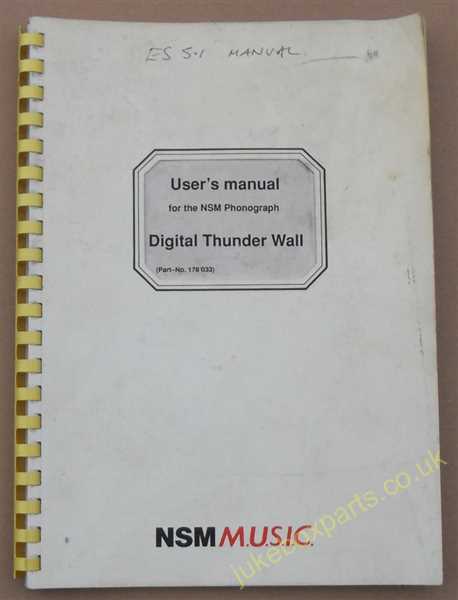 ES 5.1 MANUAL
User's manual
for the NSM Phonograph
Digital Thunder Wall
(Part-No. 178 033)
NSM M.U.S.I.C.
jukeboxparts.co.uk